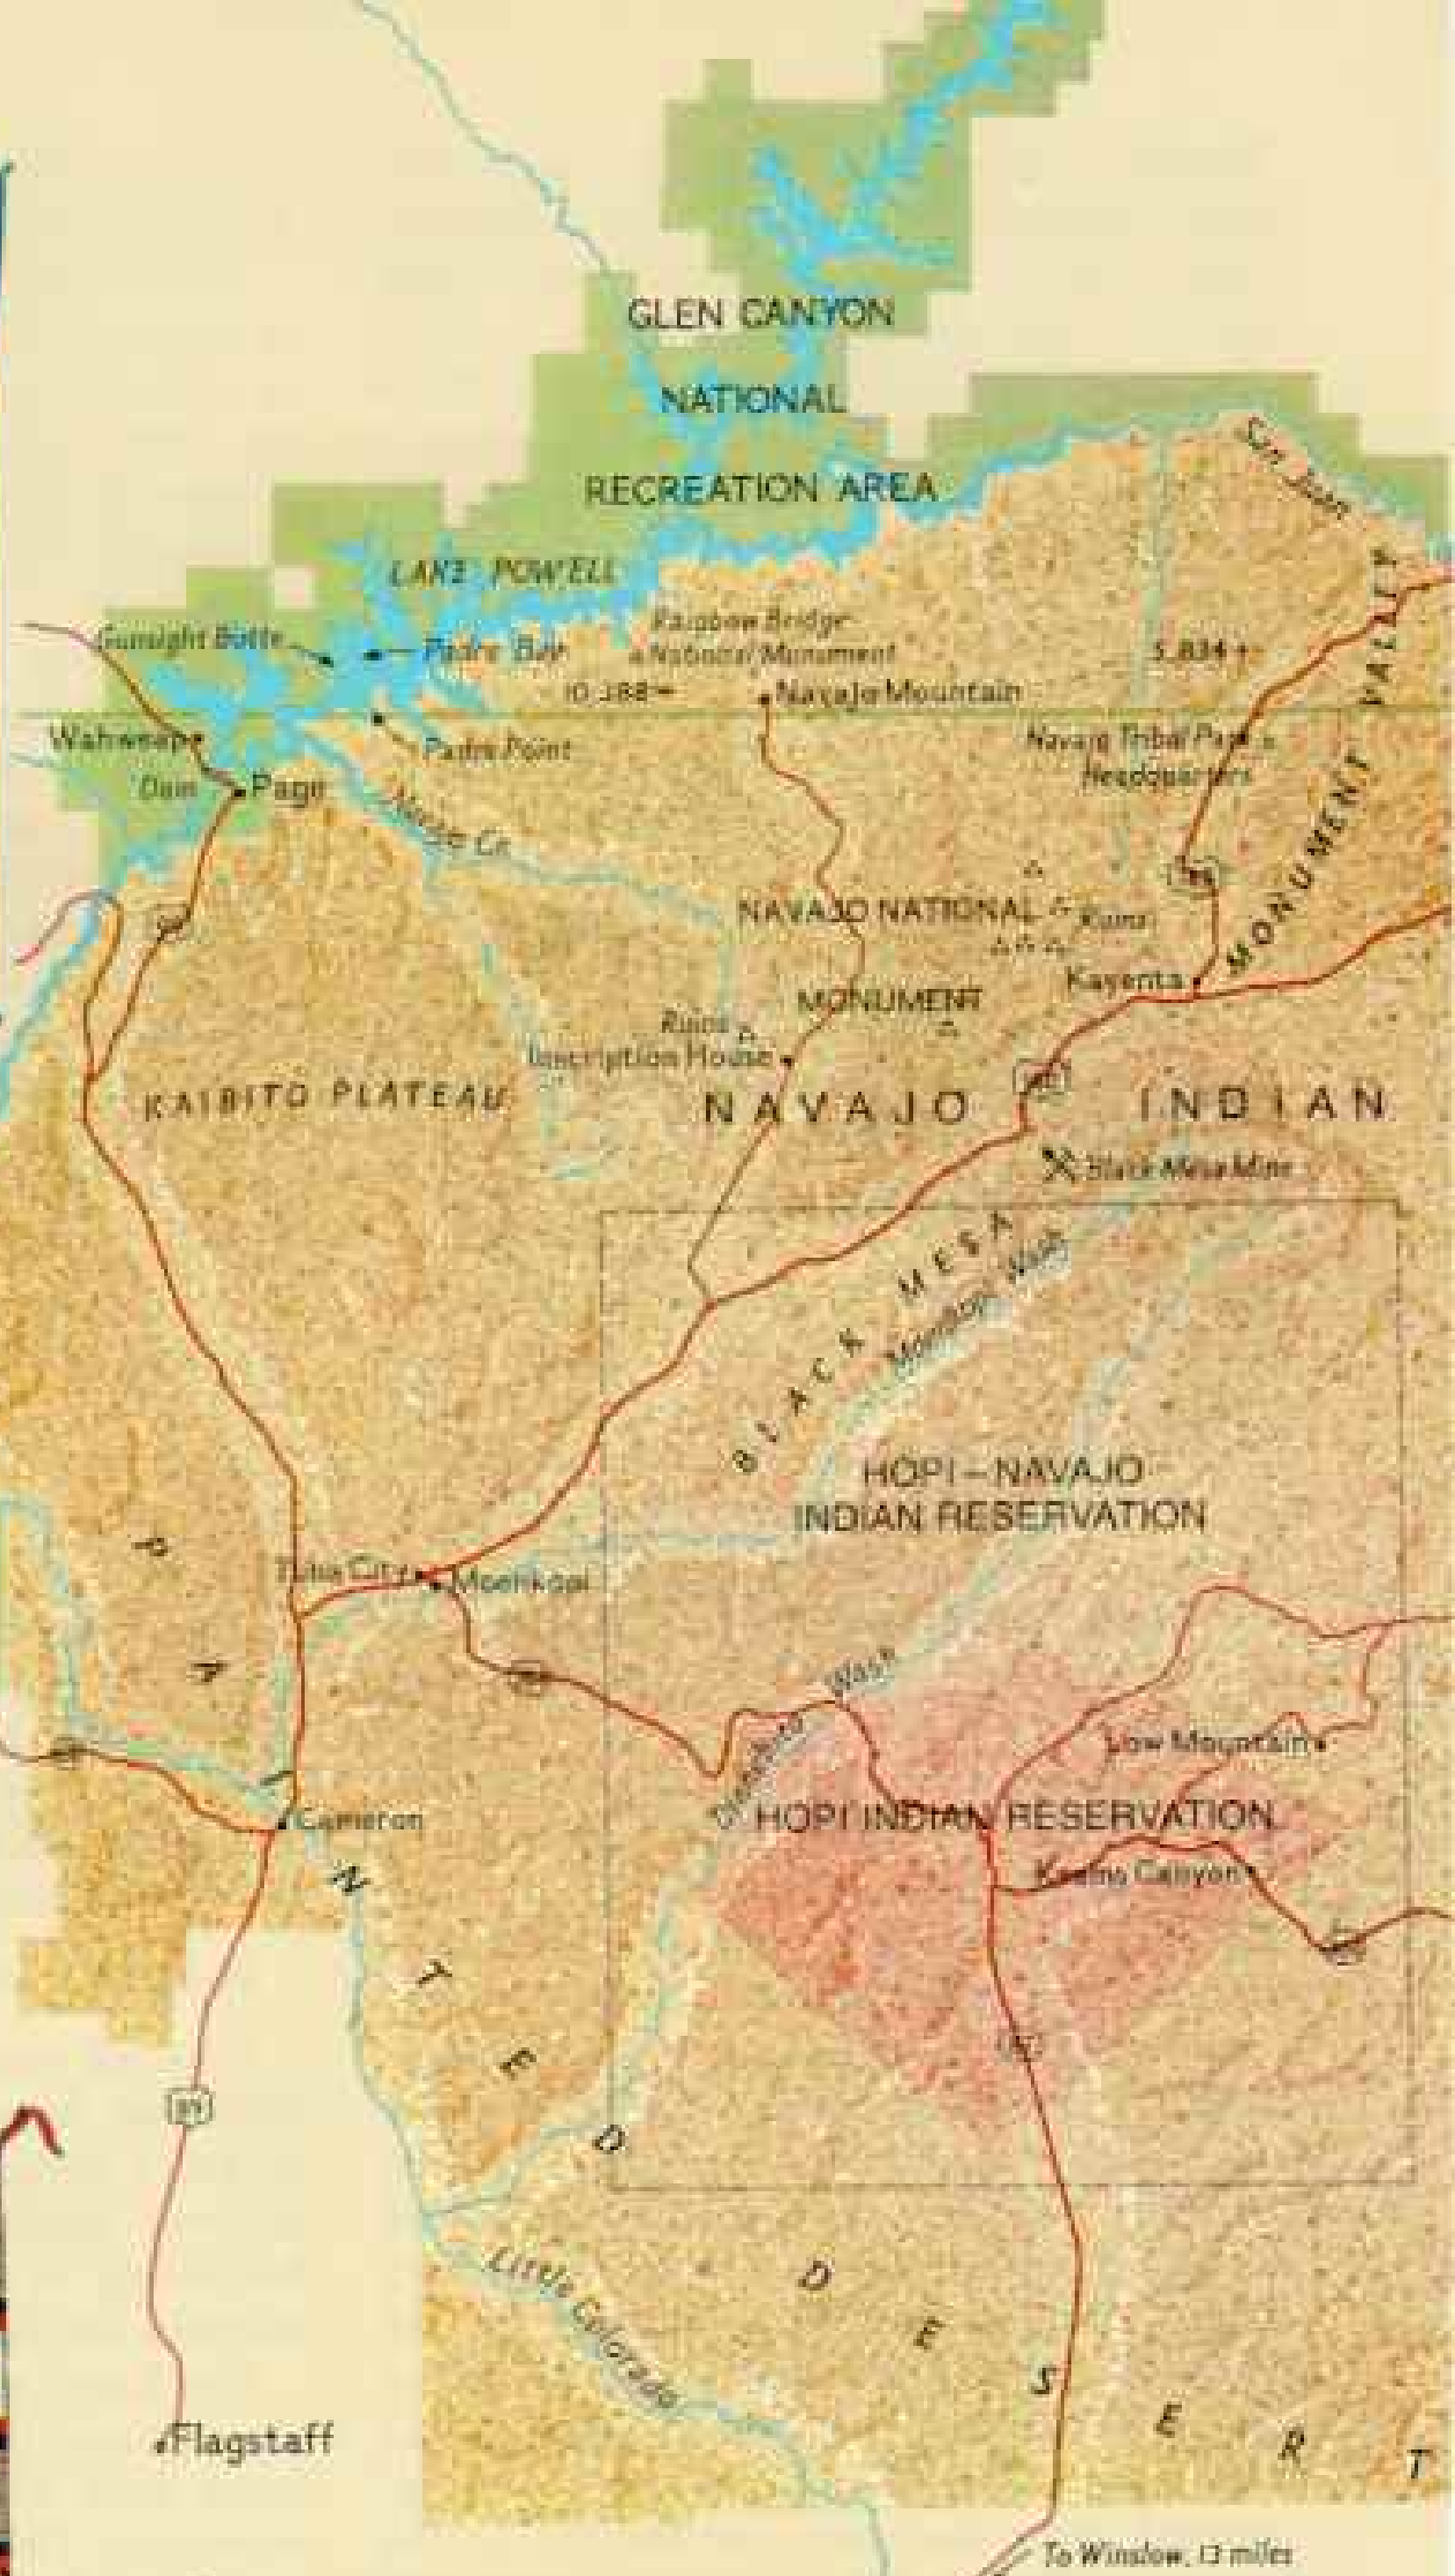 GLEN CANYON
NATIONAL
RECREATION AREA
San Juan
LAKE POWELL
Gunsight Butte
Padre Bay
Rainbow Bridge
National Monument
5,834
10,388
Navajo Mountain
MONUMENT VALLEY
Wahweap
Padre Point
Navajo Tribal Park
Headquarters
Dam
Page
Navajo Cr.
NAVAJO NATIONAL
MONUMENT
Ruins
Kayenta
Ruins
Inscription House
KAIBITO PLATEAU
NAVAJO INDIAN
Black Mesa Mine
BLACK MESA
Moenkopi Wash
HOPI – NAVAJO
INDIAN RESERVATION
Tuba City
Moenkopi
Wash
Low Mountain
HOPI INDIAN RESERVATION
Cameron
Keams Canyon
PAINTED DESERT
89
Little Colorado
Flagstaff
To Winslow, 13 miles